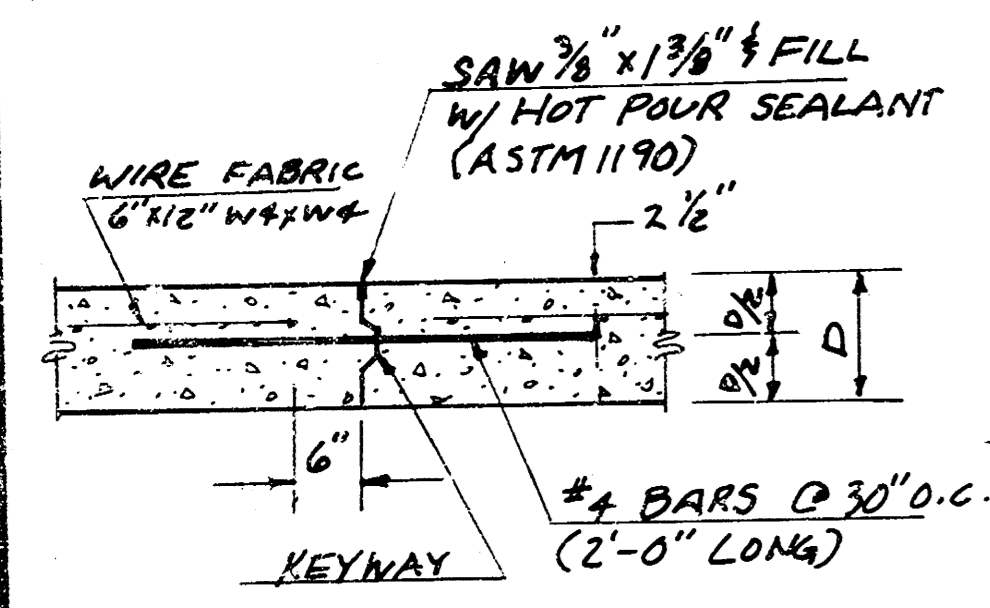 SAW 3/8" x 1 3/8" & FILL
W/ HOT POUR SEALANT
(ASTM 1190)
WIRE FABRIC
6"x12" W4xW4
2 1/2"
D/2
D
D/2
6"
#4 BARS @ 30" O.C.
(2'-0" LONG)
KEYWAY